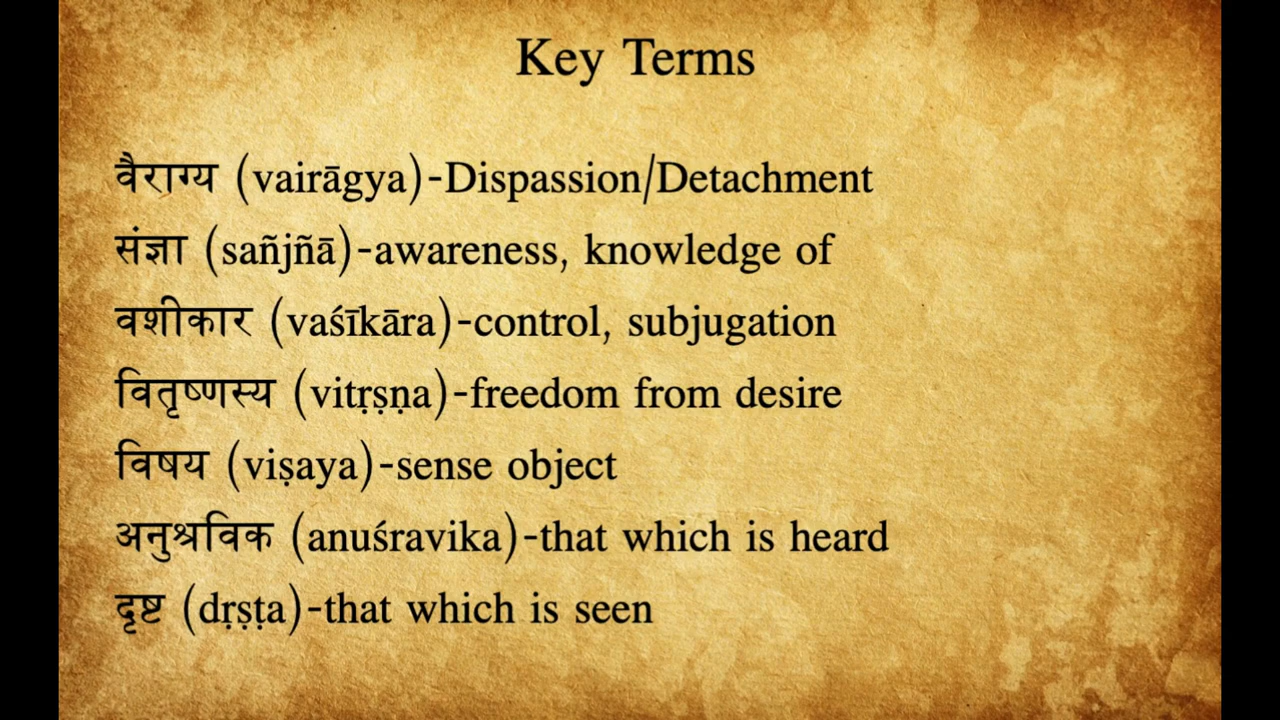 Key Terms
वैराग्य (vairāgya)-Dispassion/Detachment
संज्ञा (sañjñā)-awareness, knowledge of
वशीकार (vaśīkāra)-control, subjugation
वितृष्णस्य (vitṛṣṇa)-freedom from desire
विषय (viṣaya)-sense object
अनुश्रविक (anuśravika)-that which is heard
दृष्ट (dṛṣṭa)-that which is seen